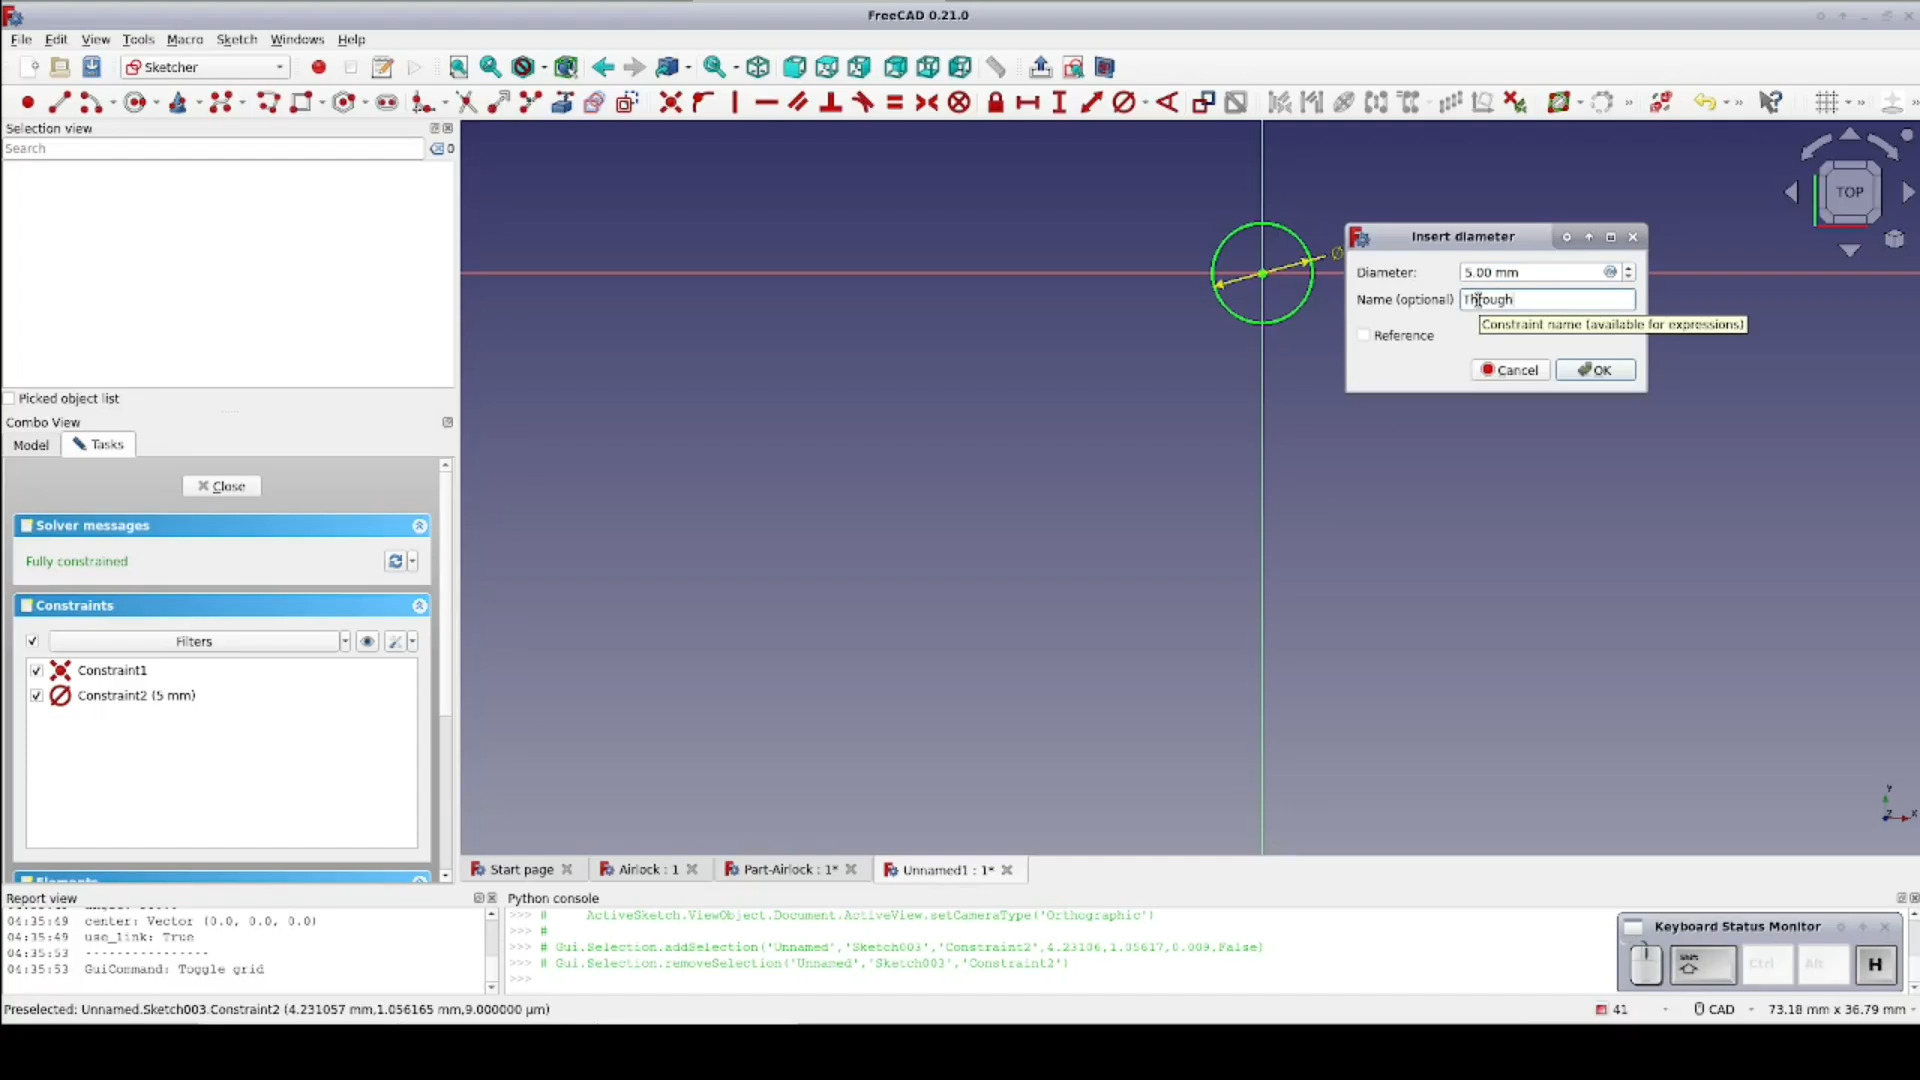 FreeCAD 0.21.0
File Edit View Tools Macro Sketch Windows Help
Sketcher
Selection view
Search
0
TOP
Insert diameter
Diameter: 5.00 mm
Name (optional) Through
Constraint name (available for expressions)
Reference
Cancel OK
Picked object list
Combo View
Model Tasks
Close
Solver messages
Fully constrained
Constraints
Filters
Constraint1
Constraint2 (5 mm)
Start page Airlock : 1 Part-Airlock : 1* Unnamed1 : 1*
Report view
04:35:49 center: Vector (0.0, 0.0, 0.0)
04:35:49 use_link: True
04:35:53 ---------------
04:35:53 GuiCommand: Toggle grid
Python console
>>> # ActiveSketch.ViewObject.Document.ActiveView.setCameraType('Orthographic')
>>> #
>>> # Gui.Selection.addSelection('Unnamed','Sketch003','Constraint2',4.23106,1.05617,0.009,False)
>>> # Gui.Selection.removeSelection('Unnamed','Sketch003','Constraint2')
>>>
Keyboard Status Monitor
Shift Ctrl Alt H
Preselected: Unnamed.Sketch003.Constraint2 (4.231057 mm,1.056165 mm,9.000000 μm)
41 CAD 73.18 mm x 36.79 mm